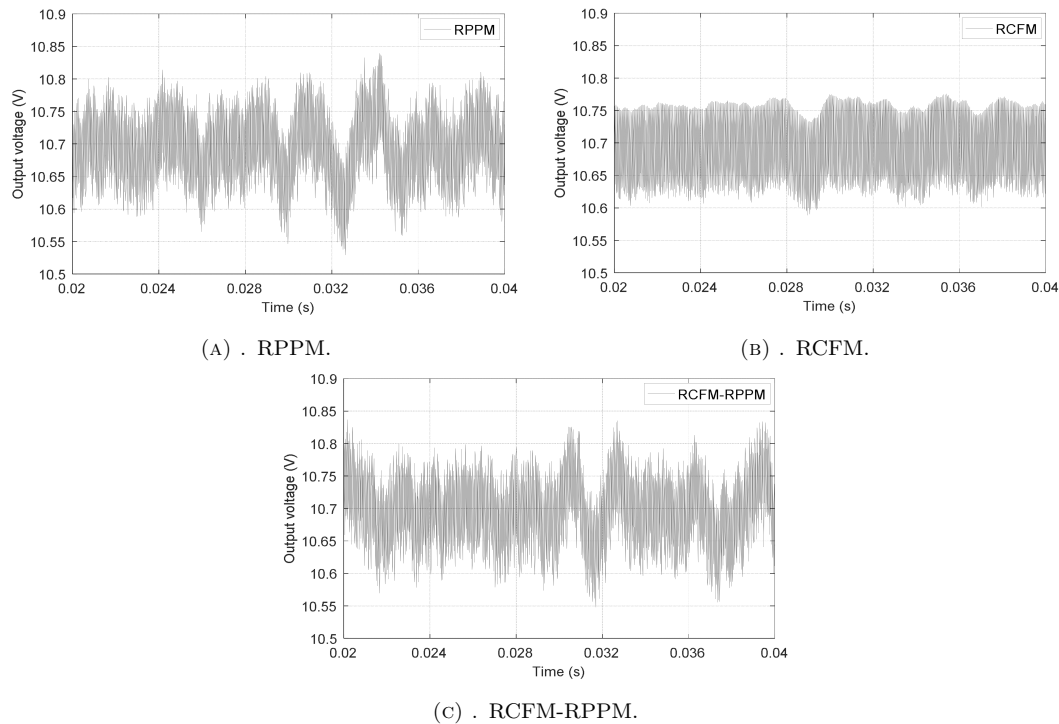 10.9
10.85
10.8
10.75
10.7
10.65
10.6
10.55
10.5
Output voltage (V)
RPPM
0.02 0.024 0.028 0.032 0.036 0.04
Time (s)
(A) . RPPM.
10.9
10.85
10.8
10.75
10.7
10.65
10.6
10.55
10.5
Output voltage (V)
RCFM
0.02 0.024 0.028 0.032 0.036 0.04
Time (s)
(B) . RCFM.
10.9
10.85
10.8
10.75
10.7
10.65
10.6
10.55
10.5
Output voltage (V)
RCFM-RPPM
0.02 0.024 0.028 0.032 0.036 0.04
Time (s)
(C) . RCFM-RPPM.